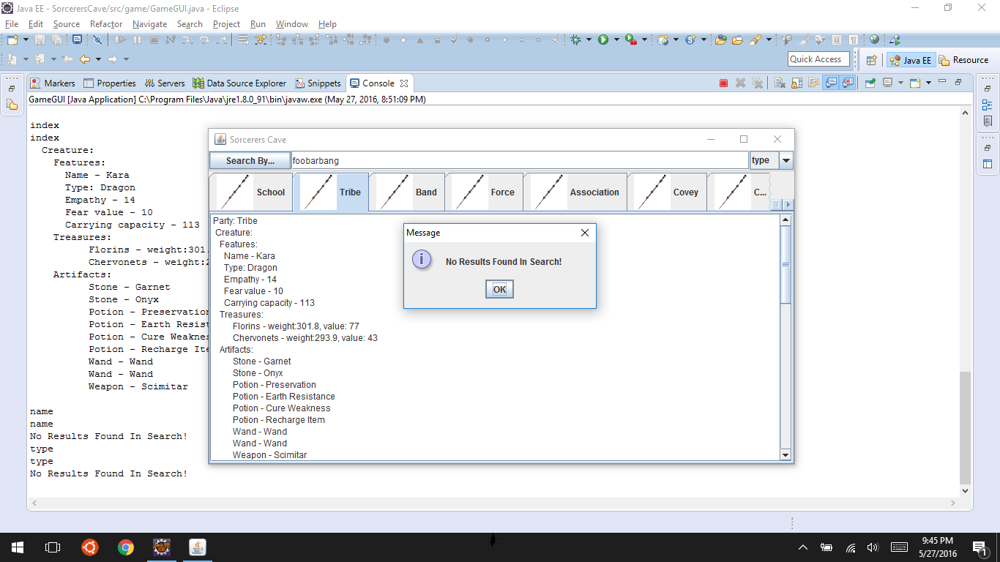 Java EE - SorcerersCave/src/game/GameGUI.java - Eclipse
File Edit Source Refactor Navigate Search Project Run Window Help
Quick Access
Java EE
Resource
Markers Properties Servers Data Source Explorer Snippets Console
GameGUI [Java Application] C:\Program Files\Java\jre1.8.0_91\bin\javaw.exe (May 27, 2016, 8:51:09 PM)
index
index
Creature:
Features:
Name - Kara
Type: Dragon
Empathy - 14
Fear value - 10
Carrying capacity - 113
Treasures:
Florins - weight:301.
Chervonets - weight:2
Artifacts:
Stone - Garnet
Stone - Onyx
Potion - Preservation
Potion - Earth Resist
Potion - Cure Weaknes
Potion - Recharge Ite
Wand - Wand
Wand - Wand
Weapon - Scimitar
name
name
No Results Found In Search!
type
type
No Results Found In Search!
Sorcerers Cave
Search By... foobarbang type
School Tribe Band Force Association Covey C...
Party: Tribe
Creature:
Features:
Name - Kara
Type: Dragon
Empathy - 14
Fear value - 10
Carrying capacity - 113
Treasures:
Florins - weight:301.8, value: 77
Chervonets - weight:293.9, value: 43
Artifacts:
Stone - Garnet
Stone - Onyx
Potion - Preservation
Potion - Earth Resistance
Potion - Cure Weakness
Potion - Recharge Item
Wand - Wand
Wand - Wand
Weapon - Scimitar
Message
No Results Found In Search!
OK
Java EE
IDE
9:45 PM
5/27/2016
1